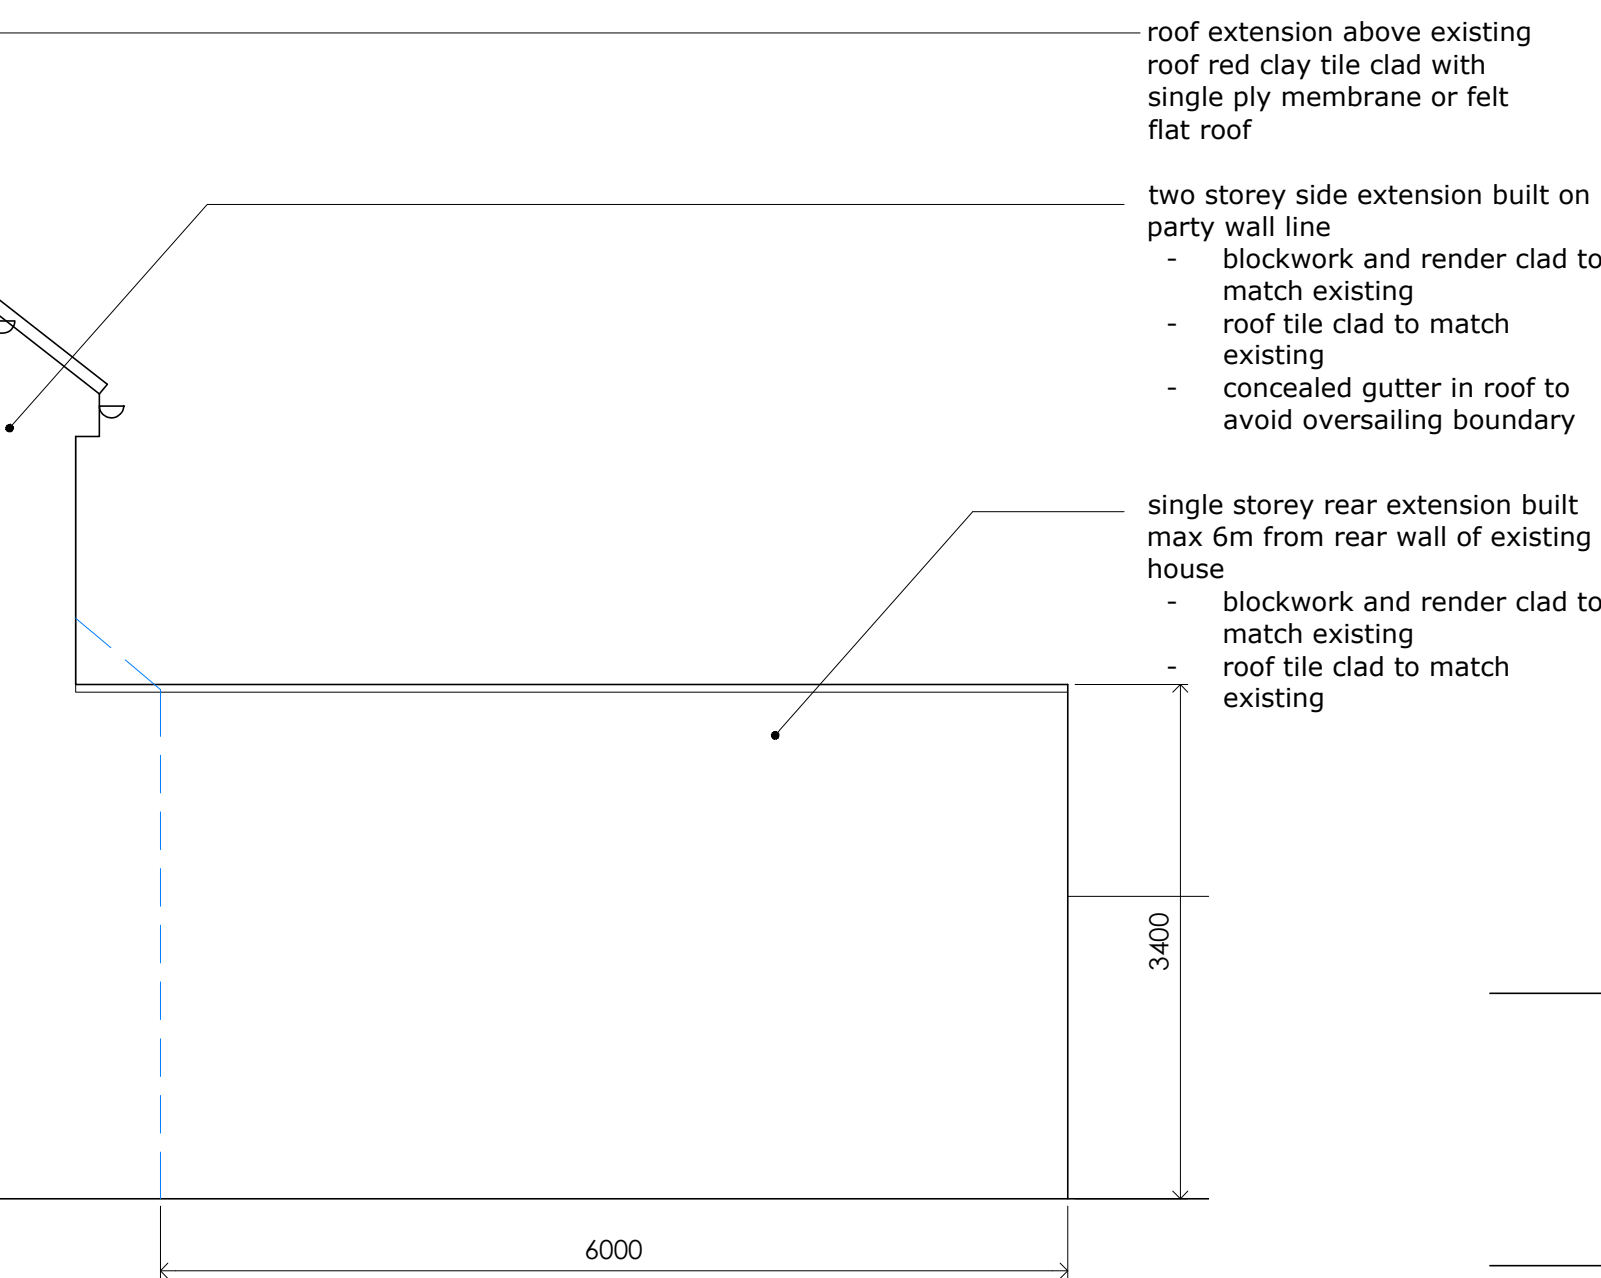 roof extension above existing
roof red clay tile clad with
single ply membrane or felt
flat roof
two storey side extension built on
party wall line
- blockwork and render clad to
match existing
- roof tile clad to match
existing
- concealed gutter in roof to
avoid oversailing boundary
single storey rear extension built
max 6m from rear wall of existing
house
- blockwork and render clad to
match existing
- roof tile clad to match
existing
3400
6000